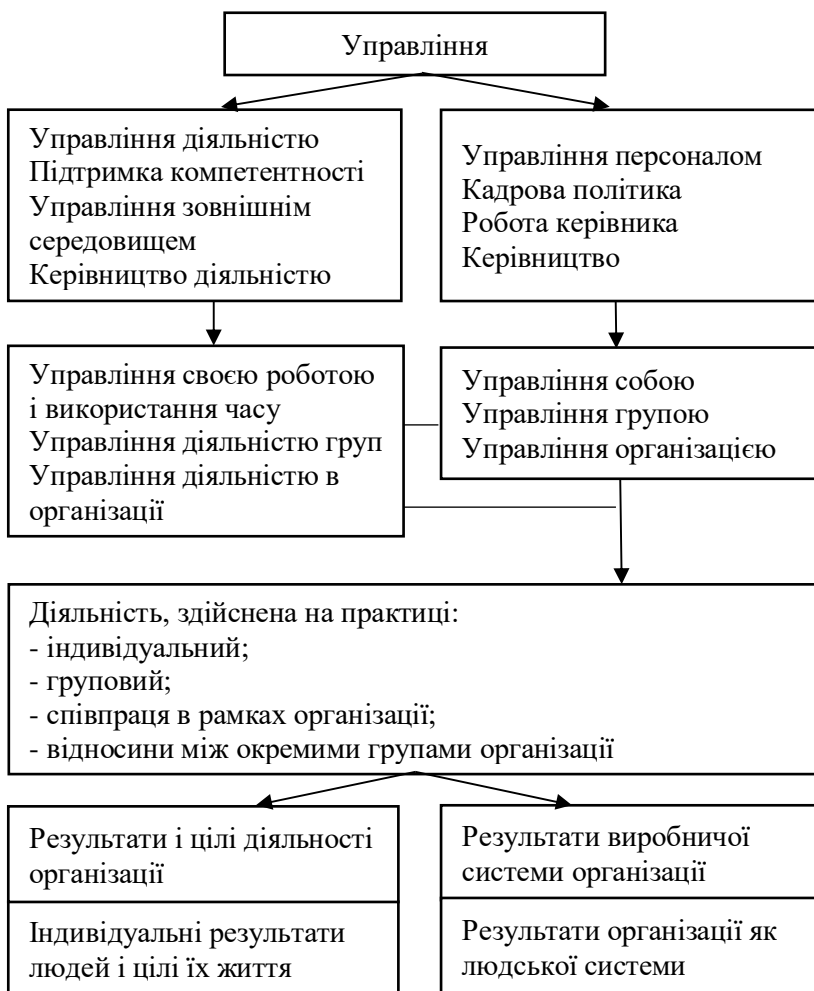 Управління
Управління діяльністю
Підтримка компетентності
Управління зовнішнім
середовищем
Керівництво діяльністю
Управління персоналом
Кадрова політика
Робота керівника
Керівництво
Управління своєю роботою
і використання часу
Управління діяльністю груп
Управління діяльністю в
організації
Управління собою
Управління групою
Управління організацією
Діяльність, здійснена на практиці:
- індивідуальний;
- груповий;
- співпраця в рамках організації;
- відносини між окремими групами організації
Результати і цілі діяльності
організації
Індивідуальні результати
людей і цілі їх життя
Результати виробничої
системи організації
Результати організації як
людської системи